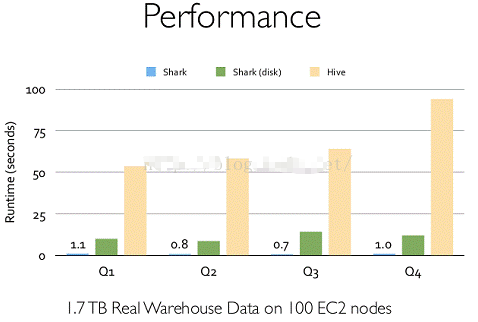 Performance
Shark Shark (disk) Hive
100
75
50
25
0
Runtime (seconds)
1.1 0.8 0.7 1.0
Q1 Q2 Q3 Q4
1.7 TB Real Warehouse Data on 100 EC2 nodes